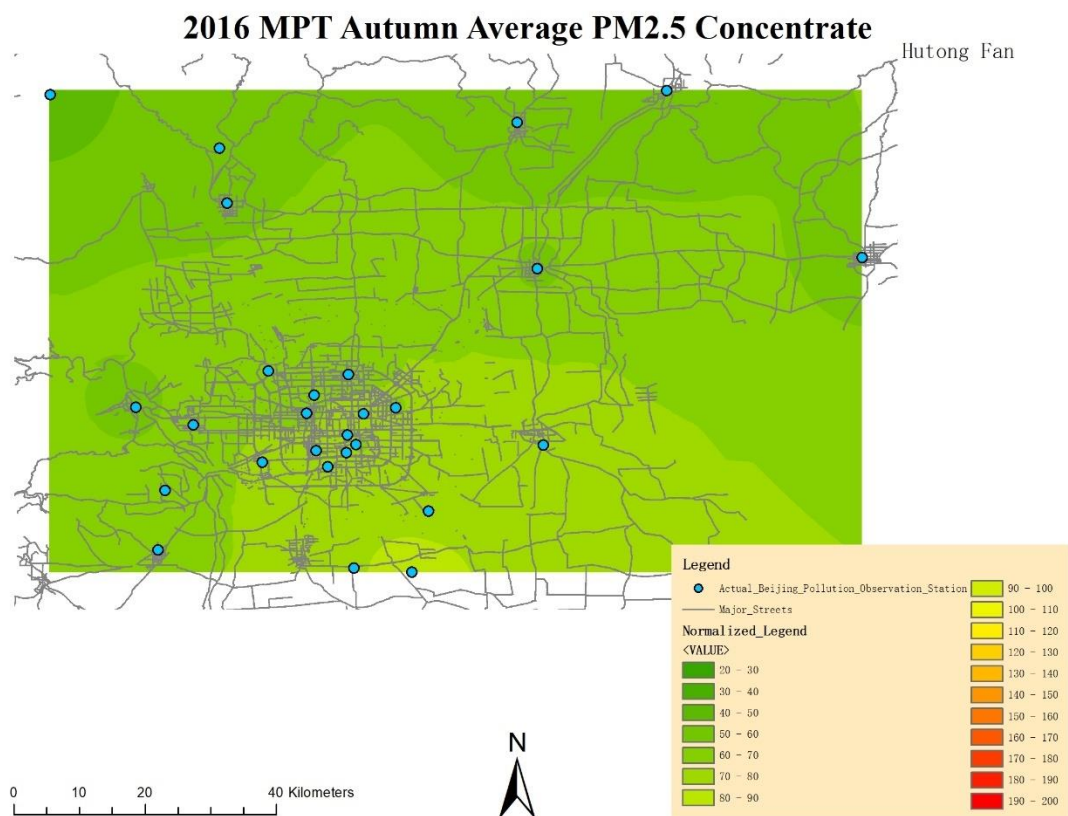 2016 MPT Autumn Average PM2.5 Concentrate
Hutong Fan
Legend
Actual_Beijing_Pollution_Observation_Station
Major_Streets
Normalized_Legend
<VALUE>
20 - 30
30 - 40
40 - 50
50 - 60
60 - 70
70 - 80
80 - 90
90 - 100
100 - 110
110 - 120
120 - 130
130 - 140
140 - 150
150 - 160
160 - 170
170 - 180
180 - 190
190 - 200
N
0 10 20 40 Kilometers